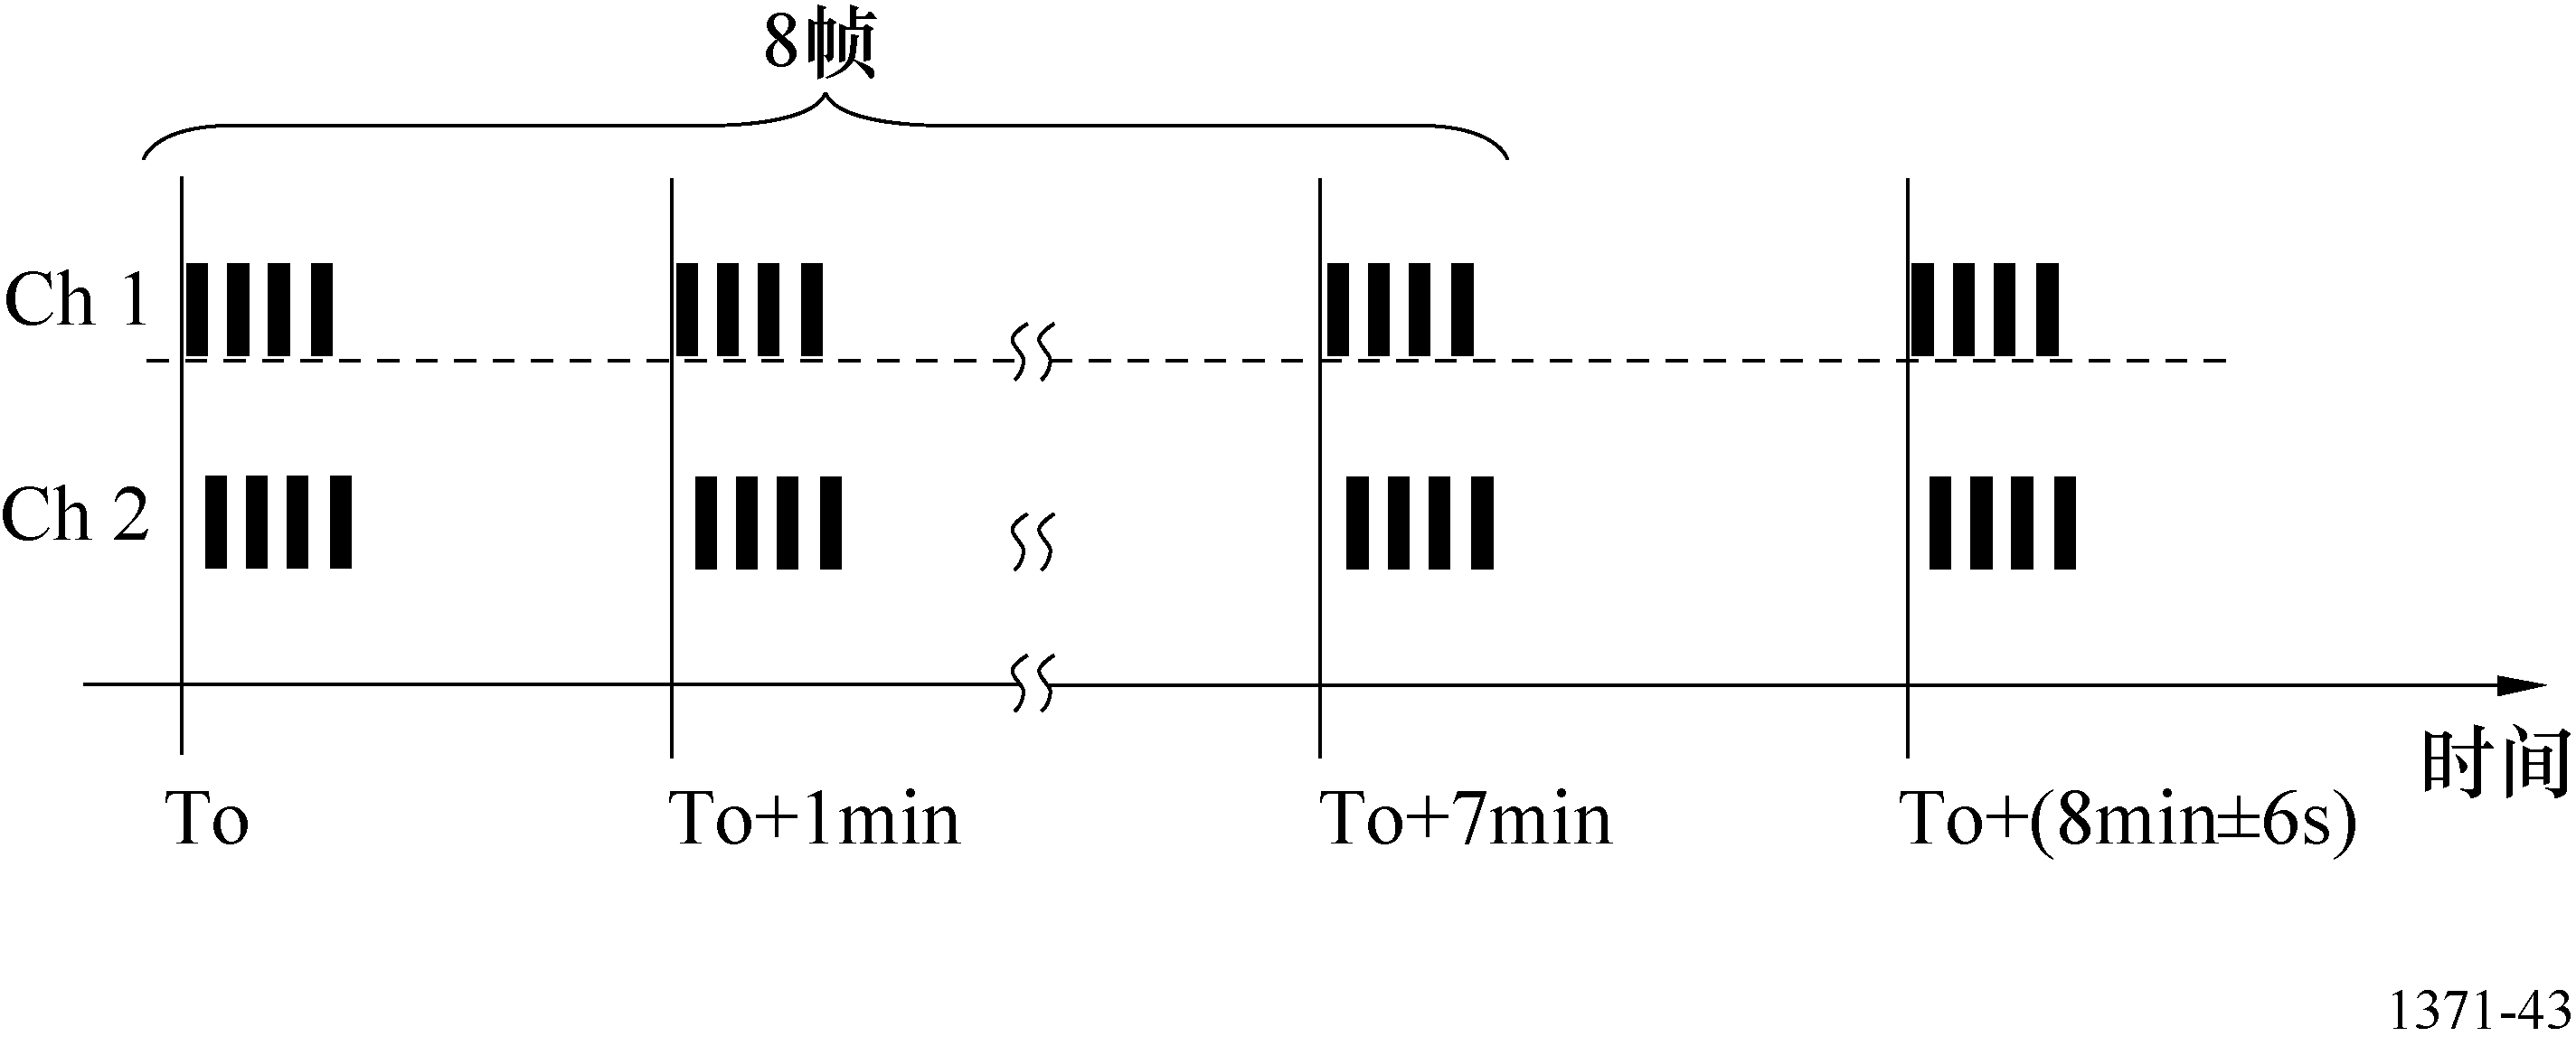 8帧
Ch 1
Ch 2
时间
To
To+1min
To+7min
To+(8min±6s)
1371-43